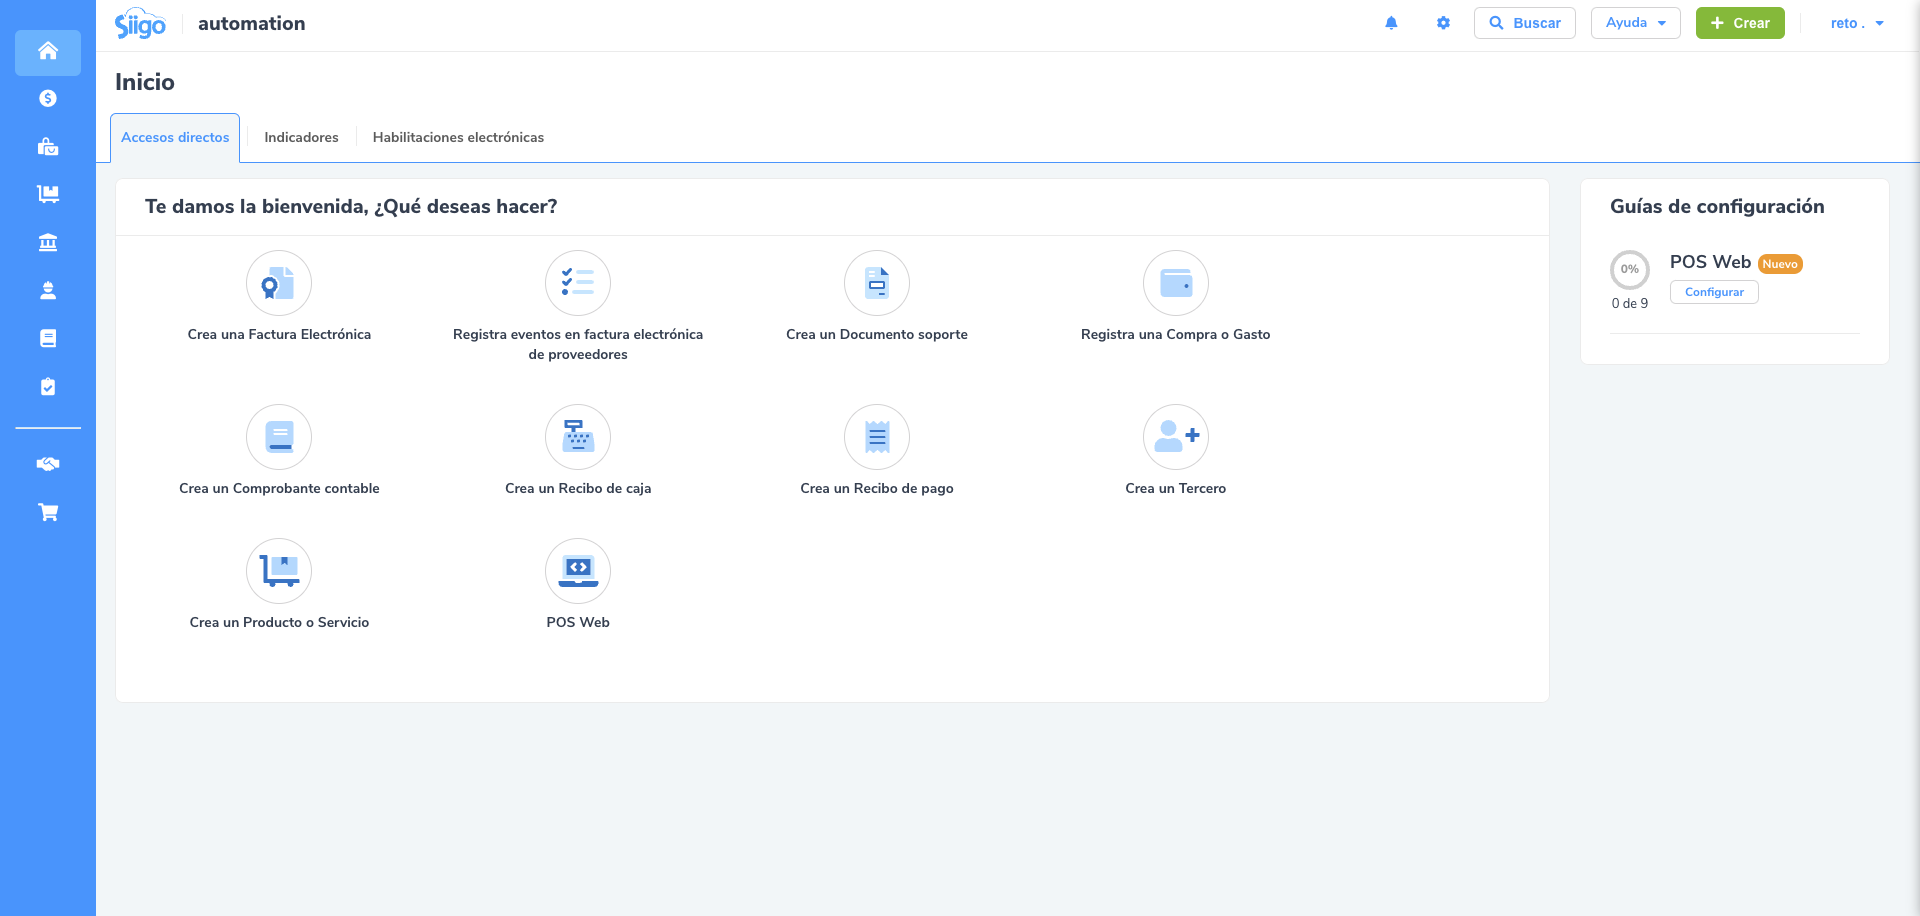 Siigo automation Buscar Ayuda Crear reto .
Inicio
Accesos directos Indicadores Habilitaciones electrónicas
Te damos la bienvenida, ¿Qué deseas hacer?
Crea una Factura Electrónica
Registra eventos en factura electrónica
de proveedores
Crea un Documento soporte
Registra una Compra o Gasto
Crea un Comprobante contable
Crea un Recibo de caja
Crea un Recibo de pago
Crea un Tercero
Crea un Producto o Servicio
POS Web
Guías de configuración
0%
0 de 9
POS Web Nuevo
Configurar